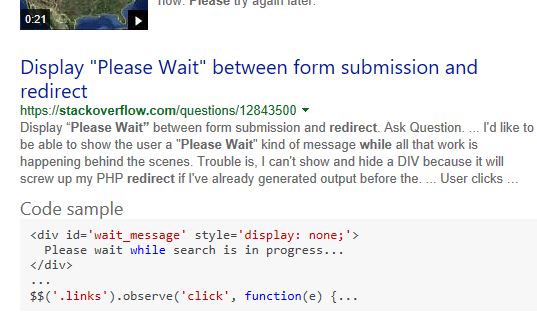 now. Please try again later.
0:21
Display "Please Wait" between form submission and
redirect
https://stackoverflow.com/questions/12843500
Display “Please Wait” between form submission and redirect. Ask Question. ... I'd like to
be able to show the user a "Please Wait" kind of message while all that work is
happening behind the scenes. Trouble is, I can't show and hide a DIV because it will
screw up my PHP redirect if I've already generated output before the. ... User clicks ...
Code sample
<div id='wait_message' style='display: none;'>
  Please wait while search is in progress...
</div>
...
$$('.links').observe('click', function(e) {...